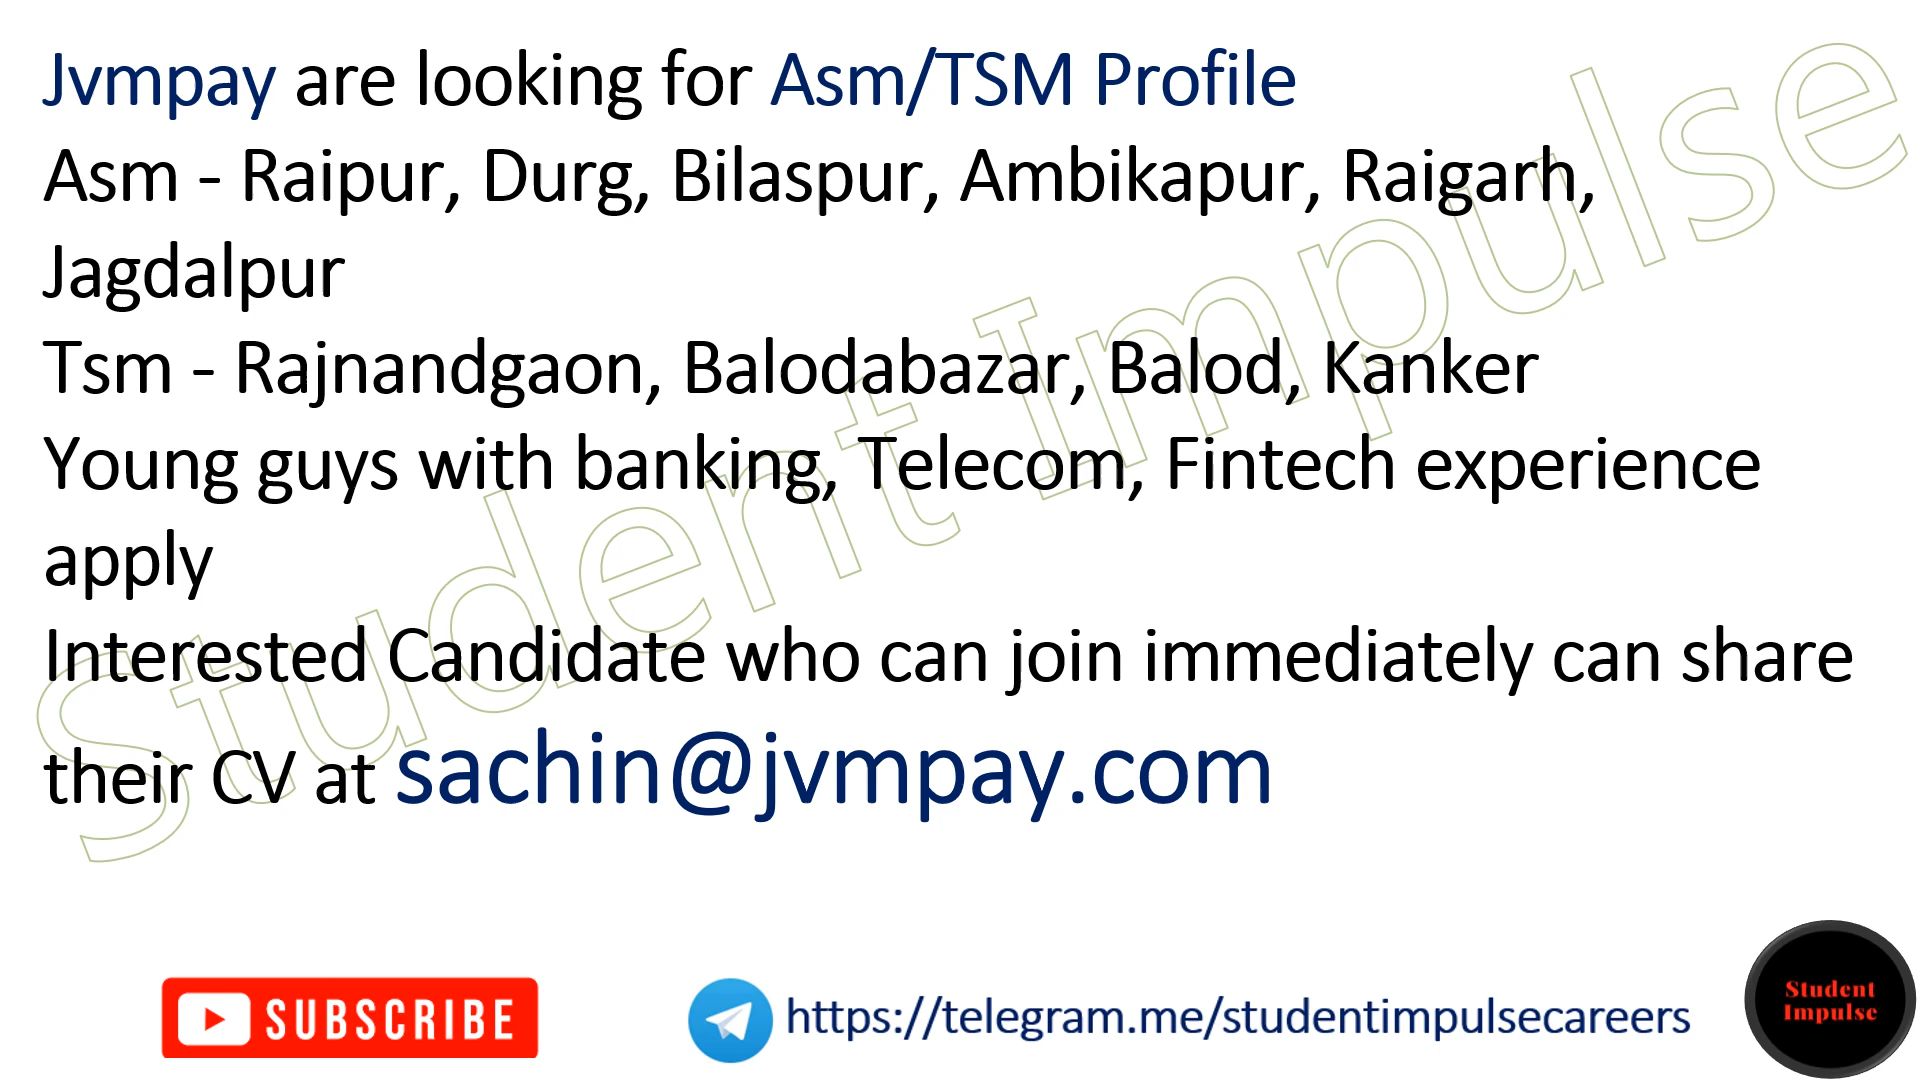 Jvmpay are looking for Asm/TSM Profile
Asm - Raipur, Durg, Bilaspur, Ambikapur, Raigarh,
Jagdalpur
Tsm - Rajnandgaon, Balodabazar, Balod, Kanker
Young guys with banking, Telecom, Fintech experience
apply
Interested Candidate who can join immediately can share
their CV at sachin@jvmpay.com
Student Impulse
SUBSCRIBE
https://telegram.me/studentimpulsecareers
Student
Impulse